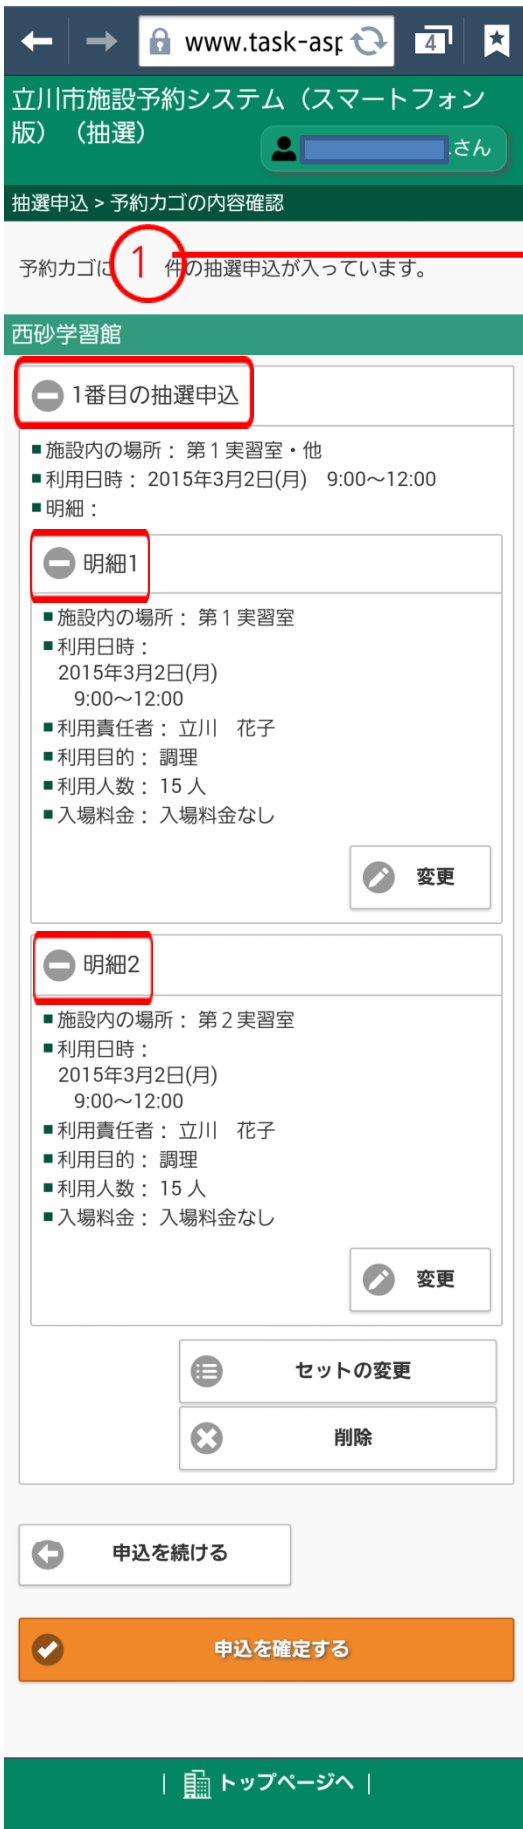 www.task-asp
4
立川市施設予約システム（スマートフォン
版）（抽選）
さん
抽選申込 > 予約カゴの内容確認
予約カゴに 1 件の抽選申込が入っています。
西砂学習館
1番目の抽選申込
■施設内の場所： 第１実習室・他
■利用日時： 2015年3月2日(月) 9:00～12:00
■明細：
明細1
■施設内の場所： 第１実習室
■利用日時：
2015年3月2日(月)
9:00～12:00
■利用責任者： 立川 花子
■利用目的： 調理
■利用人数： 15 人
■入場料金： 入場料金なし
変更
明細2
■施設内の場所： 第２実習室
■利用日時：
2015年3月2日(月)
9:00～12:00
■利用責任者： 立川 花子
■利用目的： 調理
■利用人数： 15 人
■入場料金： 入場料金なし
変更
セットの変更
削除
申込を続ける
申込を確定する
| トップページへ |